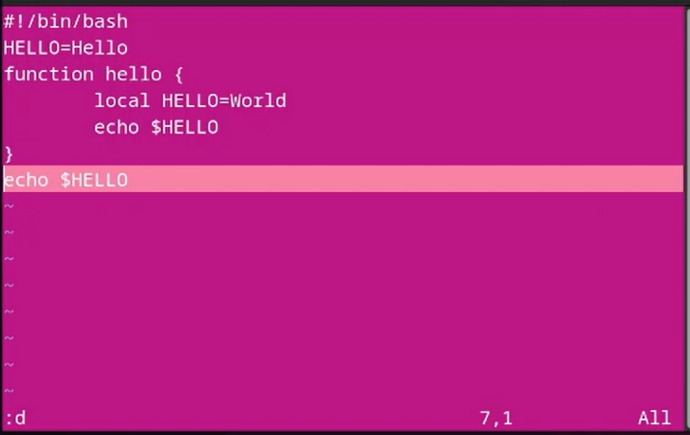 #!/bin/bash
HELLO=Hello
function hello {
        local HELLO=World
        echo $HELLO
}
echo $HELLO
~
~
~
~
~
~
~
~
:d 7,1 All